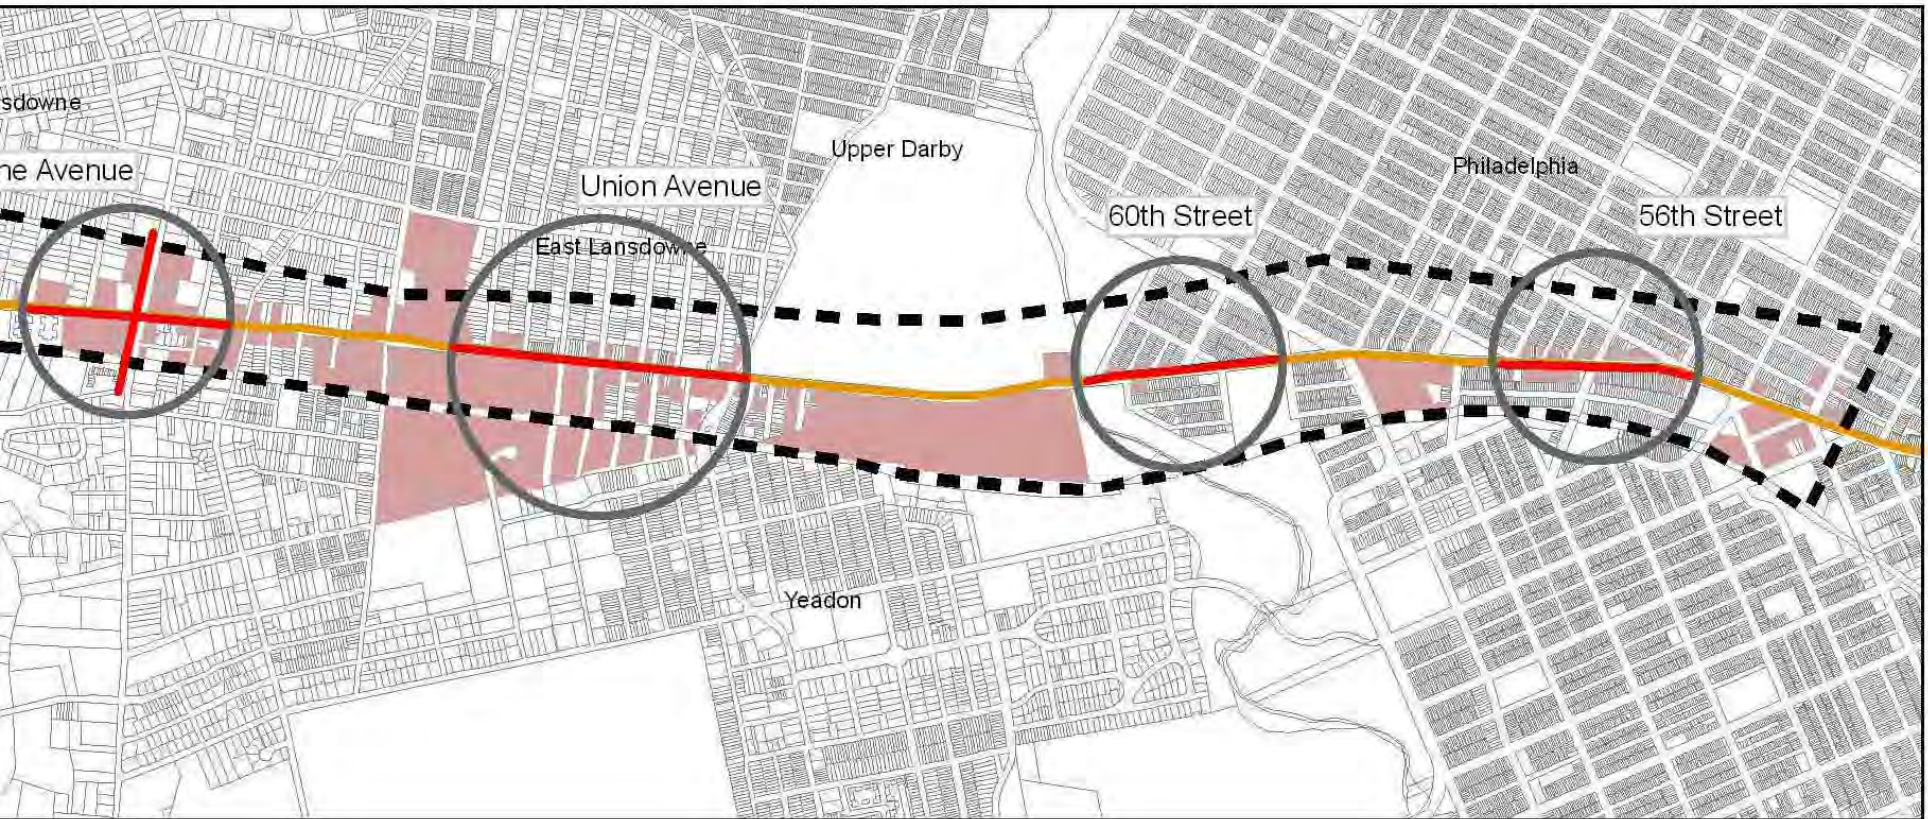 sdowne
Upper Darby
Philadelphia
ne Avenue
Union Avenue
60th Street
56th Street
East Lansdowne
Yeadon